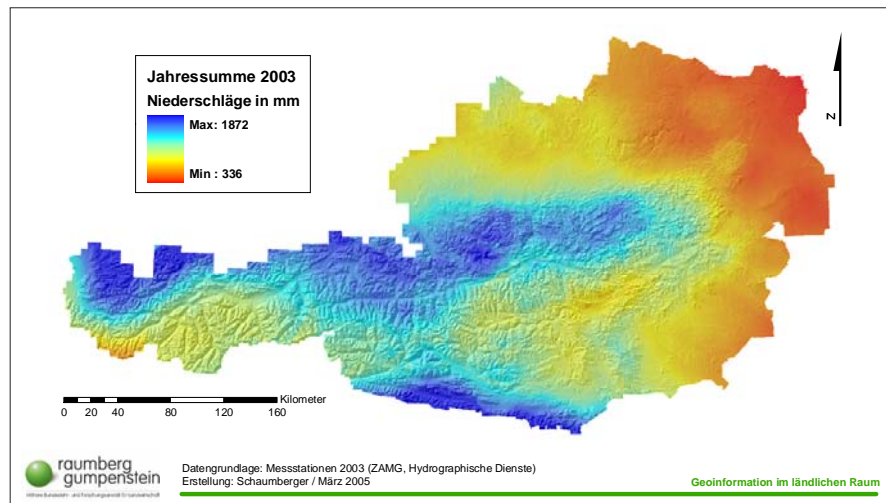 Jahressumme 2003
Niederschläge in mm
Max: 1872
Min : 336
N
Kilometer
0 20 40 80 120 160
raumberg
gumpenstein
Datengrundlage: Messstationen 2003 (ZAMG, Hydrographische Dienste)
Erstellung: Schaumberger / März 2005
Geoinformation im ländlichen Raum